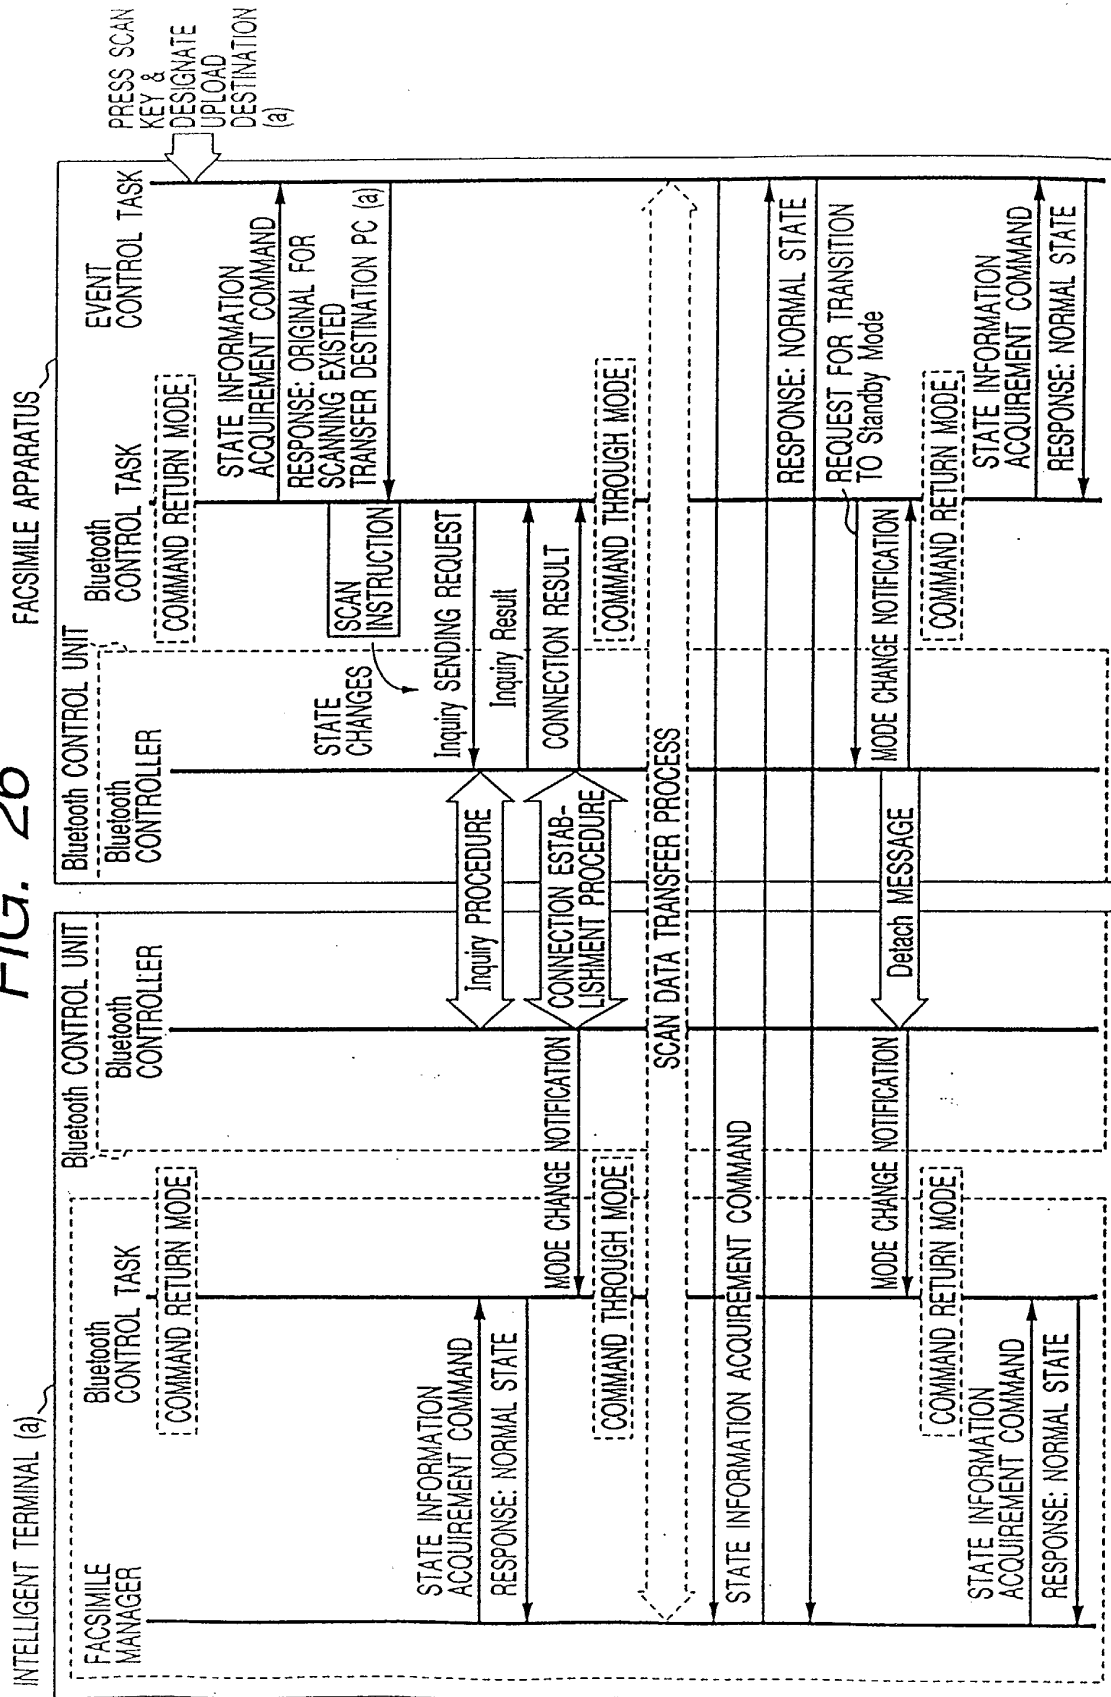 FIG. 26
INTELLIGENT TERMINAL (a)
FACSIMILE APPARATUS
Bluetooth CONTROL UNIT
Bluetooth CONTROL UNIT
FACSIMILE
MANAGER
Bluetooth
CONTROL TASK
Bluetooth
CONTROLLER
Bluetooth
CONTROLLER
Bluetooth
CONTROL TASK
EVENT
CONTROL TASK
PRESS SCAN
KEY &
DESIGNATE
UPLOAD
DESTINATION
(a)
COMMAND RETURN MODE
COMMAND RETURN MODE
STATE INFORMATION
ACQUIREMENT COMMAND
RESPONSE: ORIGINAL FOR
SCANNING EXISTED
TRANSFER DESTINATION PC (a)
SCAN
INSTRUCTION
STATE
CHANGES
STATE INFORMATION
ACQUIREMENT COMMAND
RESPONSE: NORMAL STATE
Inquiry SENDING REQUEST
Inquiry PROCEDURE
Inquiry Result
CONNECTION ESTAB-
LISHMENT PROCEDURE
CONNECTION RESULT
MODE CHANGE NOTIFICATION
COMMAND THROUGH MODE
COMMAND THROUGH MODE
SCAN DATA TRANSFER PROCESS
STATE INFORMATION ACQUIREMENT COMMAND
RESPONSE: NORMAL STATE
REQUEST FOR TRANSITION
TO Standby Mode
Detach MESSAGE
MODE CHANGE NOTIFICATION
MODE CHANGE NOTIFICATION
COMMAND RETURN MODE
COMMAND RETURN MODE
STATE INFORMATION
ACQUIREMENT COMMAND
RESPONSE: NORMAL STATE
STATE INFORMATION
ACQUIREMENT COMMAND
RESPONSE: NORMAL STATE